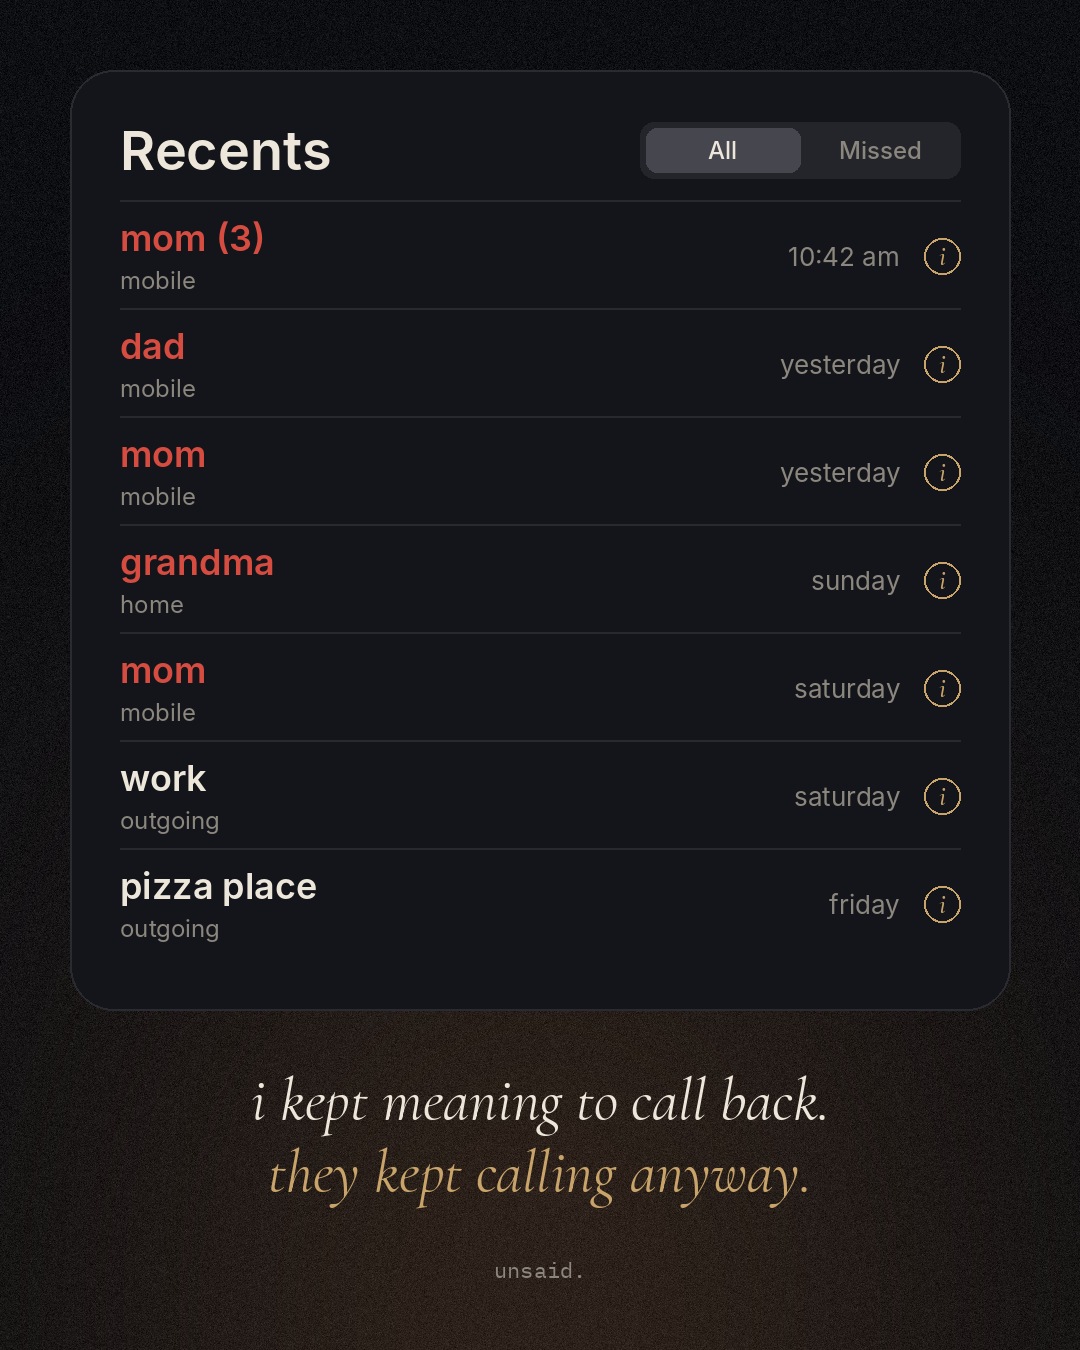 Recents
All Missed
mom (3)
mobile
10:42 am
i
dad
mobile
yesterday
i
mom
mobile
yesterday
i
grandma
home
sunday
i
mom
mobile
saturday
i
work
outgoing
saturday
i
pizza place
outgoing
friday
i
i kept meaning to call back.
they kept calling anyway.
unsaid.